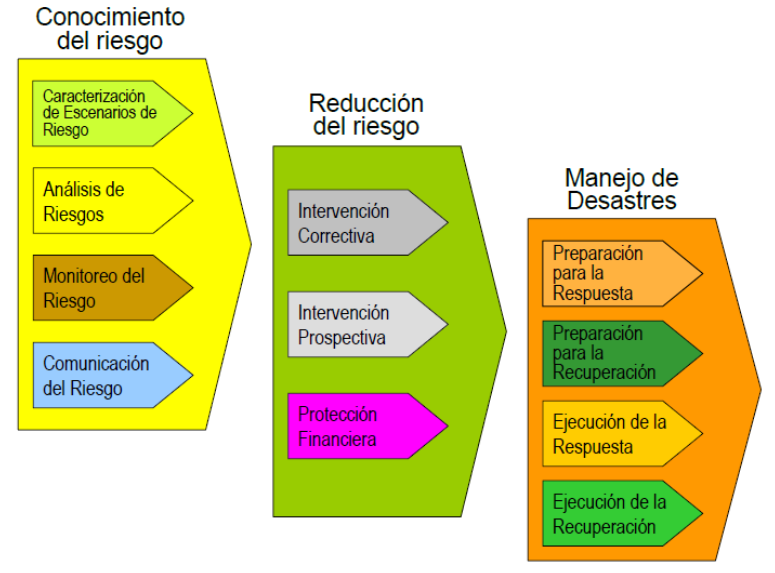 Conocimiento
del riesgo
Caracterización
de Escenarios de
Riesgo
Análisis de
Riesgos
Monitoreo del
Riesgo
Comunicación
del Riesgo
Reducción
del riesgo
Intervención
Correctiva
Intervención
Prospectiva
Protección
Financiera
Manejo de
Desastres
Preparación
para la
Respuesta
Preparación
para la
Recuperación
Ejecución de la
Respuesta
Ejecución de la
Recuperación